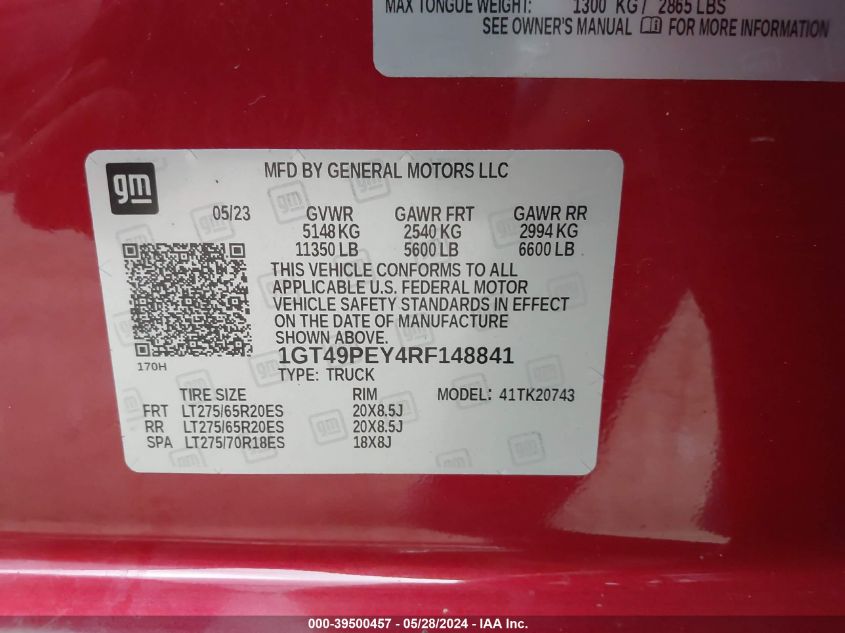 MAX TONGUE WEIGHT: 1300 KG / 2865 LBS
SEE OWNER'S MANUAL FOR MORE INFORMATION
gm
MFD BY GENERAL MOTORS LLC
05/23 GVWR GAWR FRT GAWR RR
5148 KG 2540 KG 2994 KG
11350 LB 5600 LB 6600 LB
THIS VEHICLE CONFORMS TO ALL
APPLICABLE U.S. FEDERAL MOTOR
VEHICLE SAFETY STANDARDS IN EFFECT
ON THE DATE OF MANUFACTURE
SHOWN ABOVE.
170H
1GT49PEY4RF148841
TYPE: TRUCK
TIRE SIZE RIM MODEL: 41TK20743
FRT LT275/65R20ES 20X8.5J
RR LT275/65R20ES 20X8.5J
SPA LT275/70R18ES 18X8J
000-39500457 - 05/28/2024 - IAA Inc.